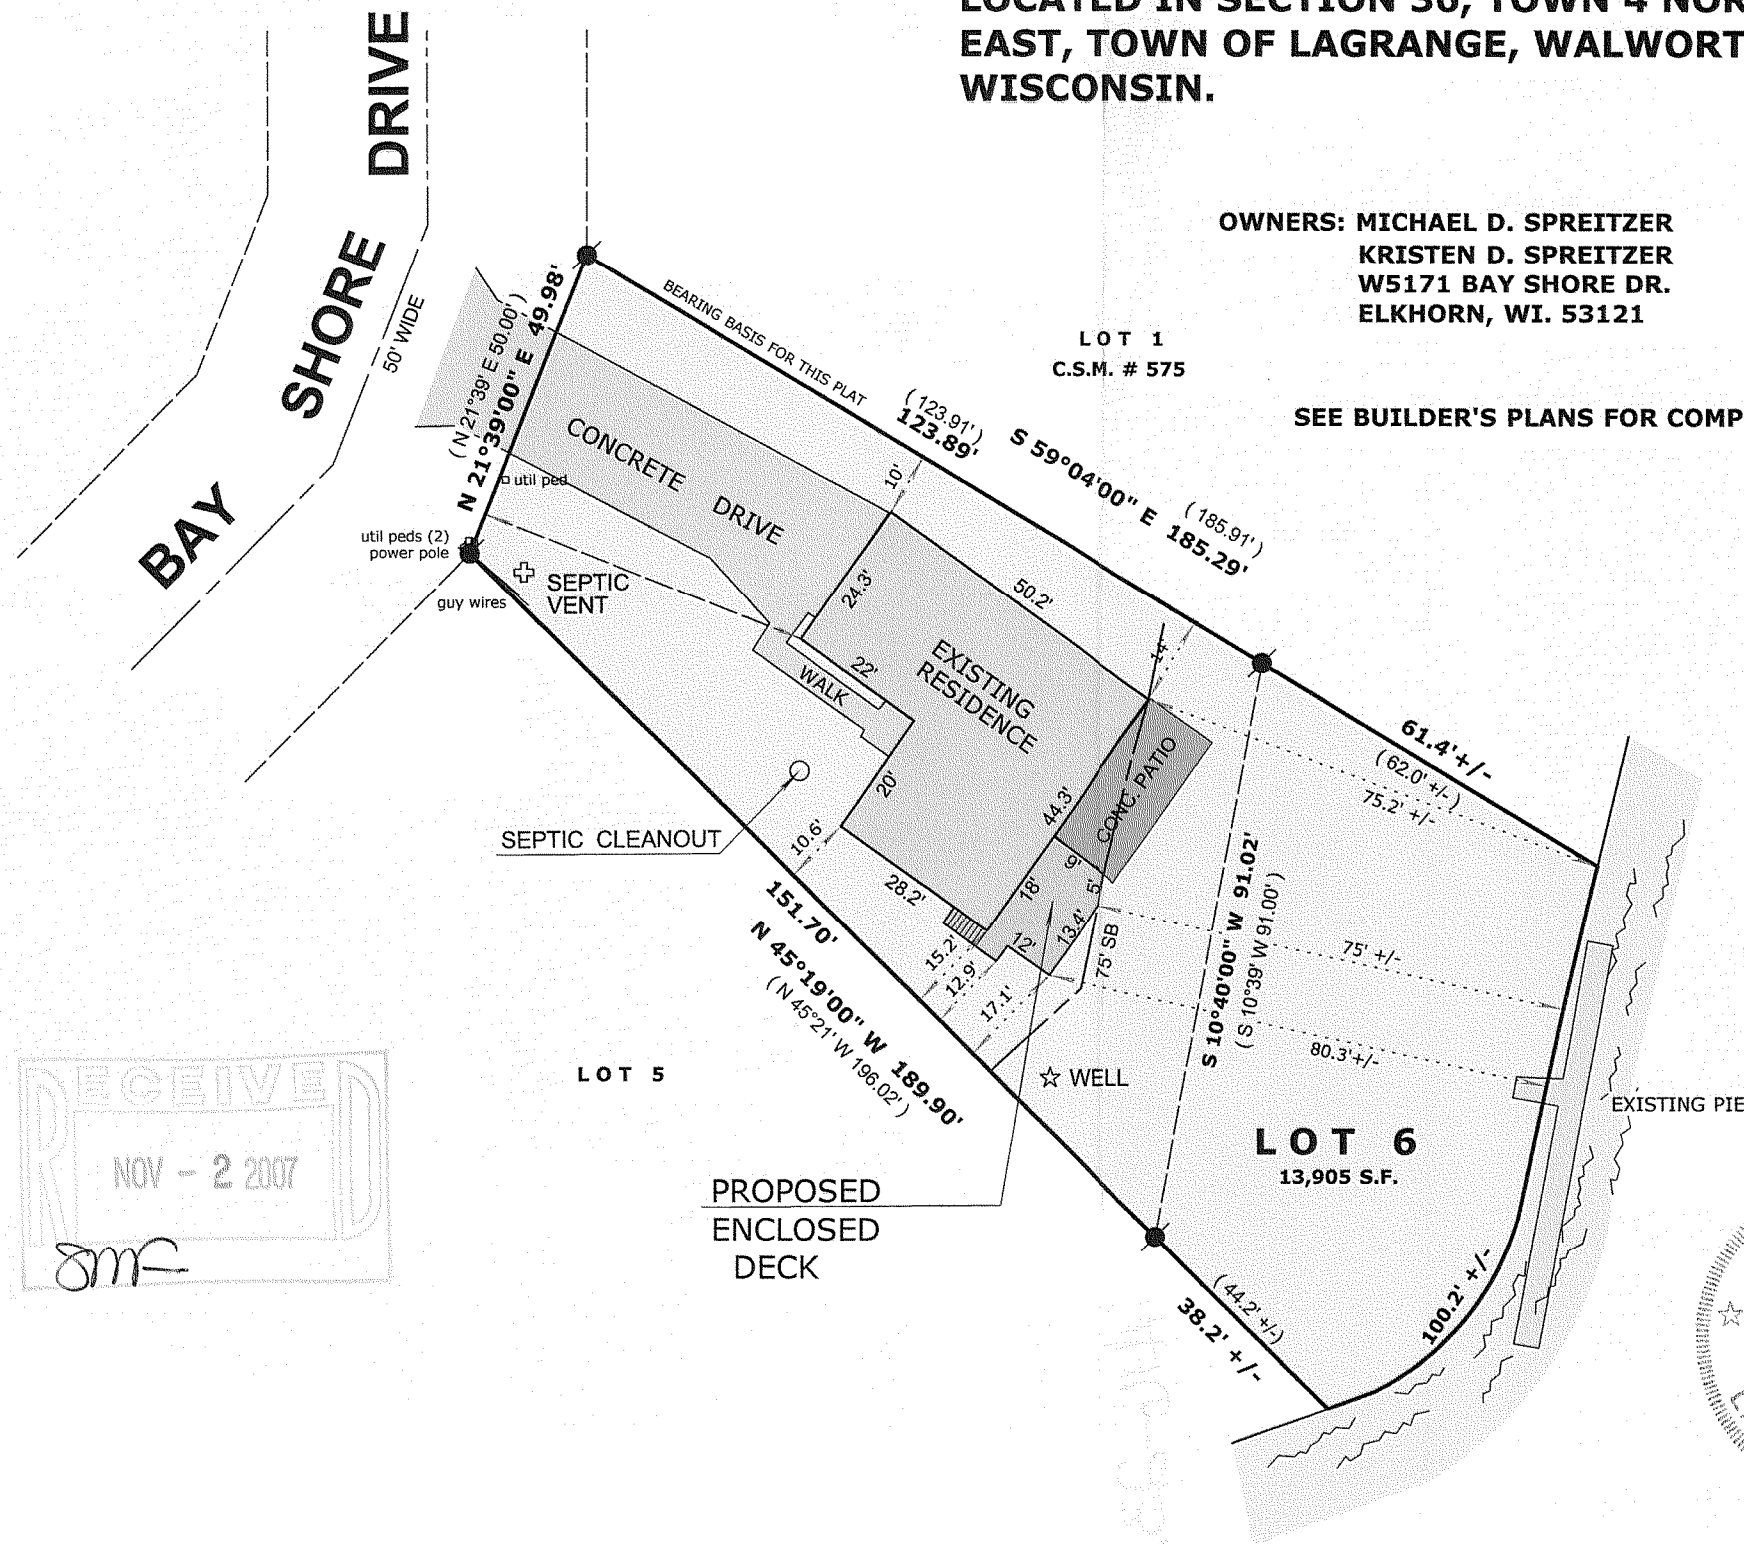 LOCATED IN SECTION 36, TOWN 4 NOR
EAST, TOWN OF LAGRANGE, WALWORT
WISCONSIN.
OWNERS: MICHAEL D. SPREITZER
KRISTEN D. SPREITZER
W5171 BAY SHORE DR.
ELKHORN, WI. 53121
LOT 1
C.S.M. # 575
SEE BUILDER'S PLANS FOR COMP
BAY SHORE DRIVE
50' WIDE
( N 21°39' E 50.00')
N 21°39'00" E 49.98'
BEARING BASIS FOR THIS PLAT
( 123.91')
123.89'
S 59°04'00" E 185.29'
( 185.91')
CONCRETE DRIVE
10'
util ped
util peds (2)
power pole
guy wires
SEPTIC
VENT
24.3'
50.2'
22'
WALK
EXISTING
RESIDENCE
14'
CONC. PATIO
44.3'
61.4'+/-
( 62.0' +/-)
75.2' +/-
20'
SEPTIC CLEANOUT
10.6'
28.2'
18'
9'
5'
13.4'
12'
15.2'
12.9'
17.1'
75' SB
S 10°40'00" W 91.02'
( S 10°39' W 91.00')
75' +/-
80.3'+/-
151.70'
N 45°19'00" W 189.90'
( N 45°21' W 196.02')
LOT 5
WELL
EXISTING PIE
LOT 6
13,905 S.F.
PROPOSED
ENCLOSED
DECK
100.2' +/-
( 44.2' +/-)
38.2' +/-
RECEIVED
NOV - 2 2007